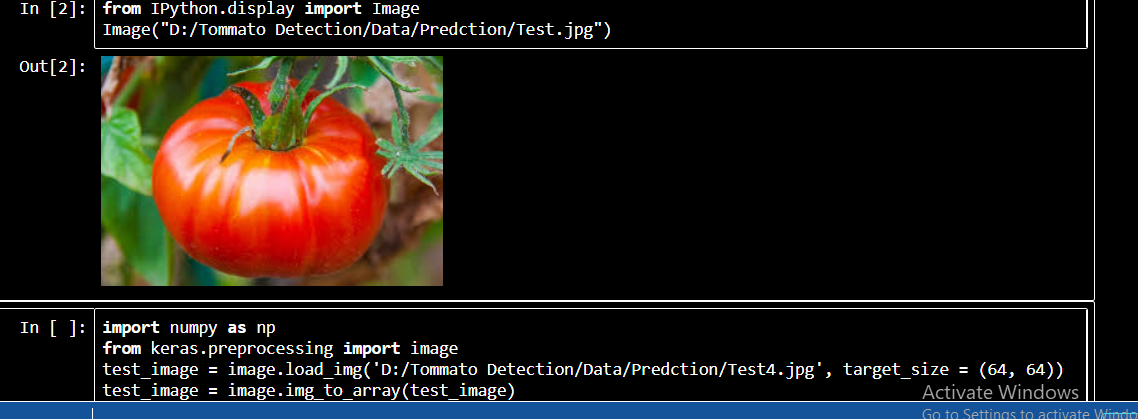 In [2]: from IPython.display import Image
Image("D:/Tommato Detection/Data/Predction/Test.jpg")
Out[2]:
In [ ]: import numpy as np
from keras.preprocessing import image
test_image = image.load_img('D:/Tommato Detection/Data/Predction/Test4.jpg', target_size = (64, 64))
test_image = image.img_to_array(test_image)
Activate Windows
Go to Settings to activate Windo